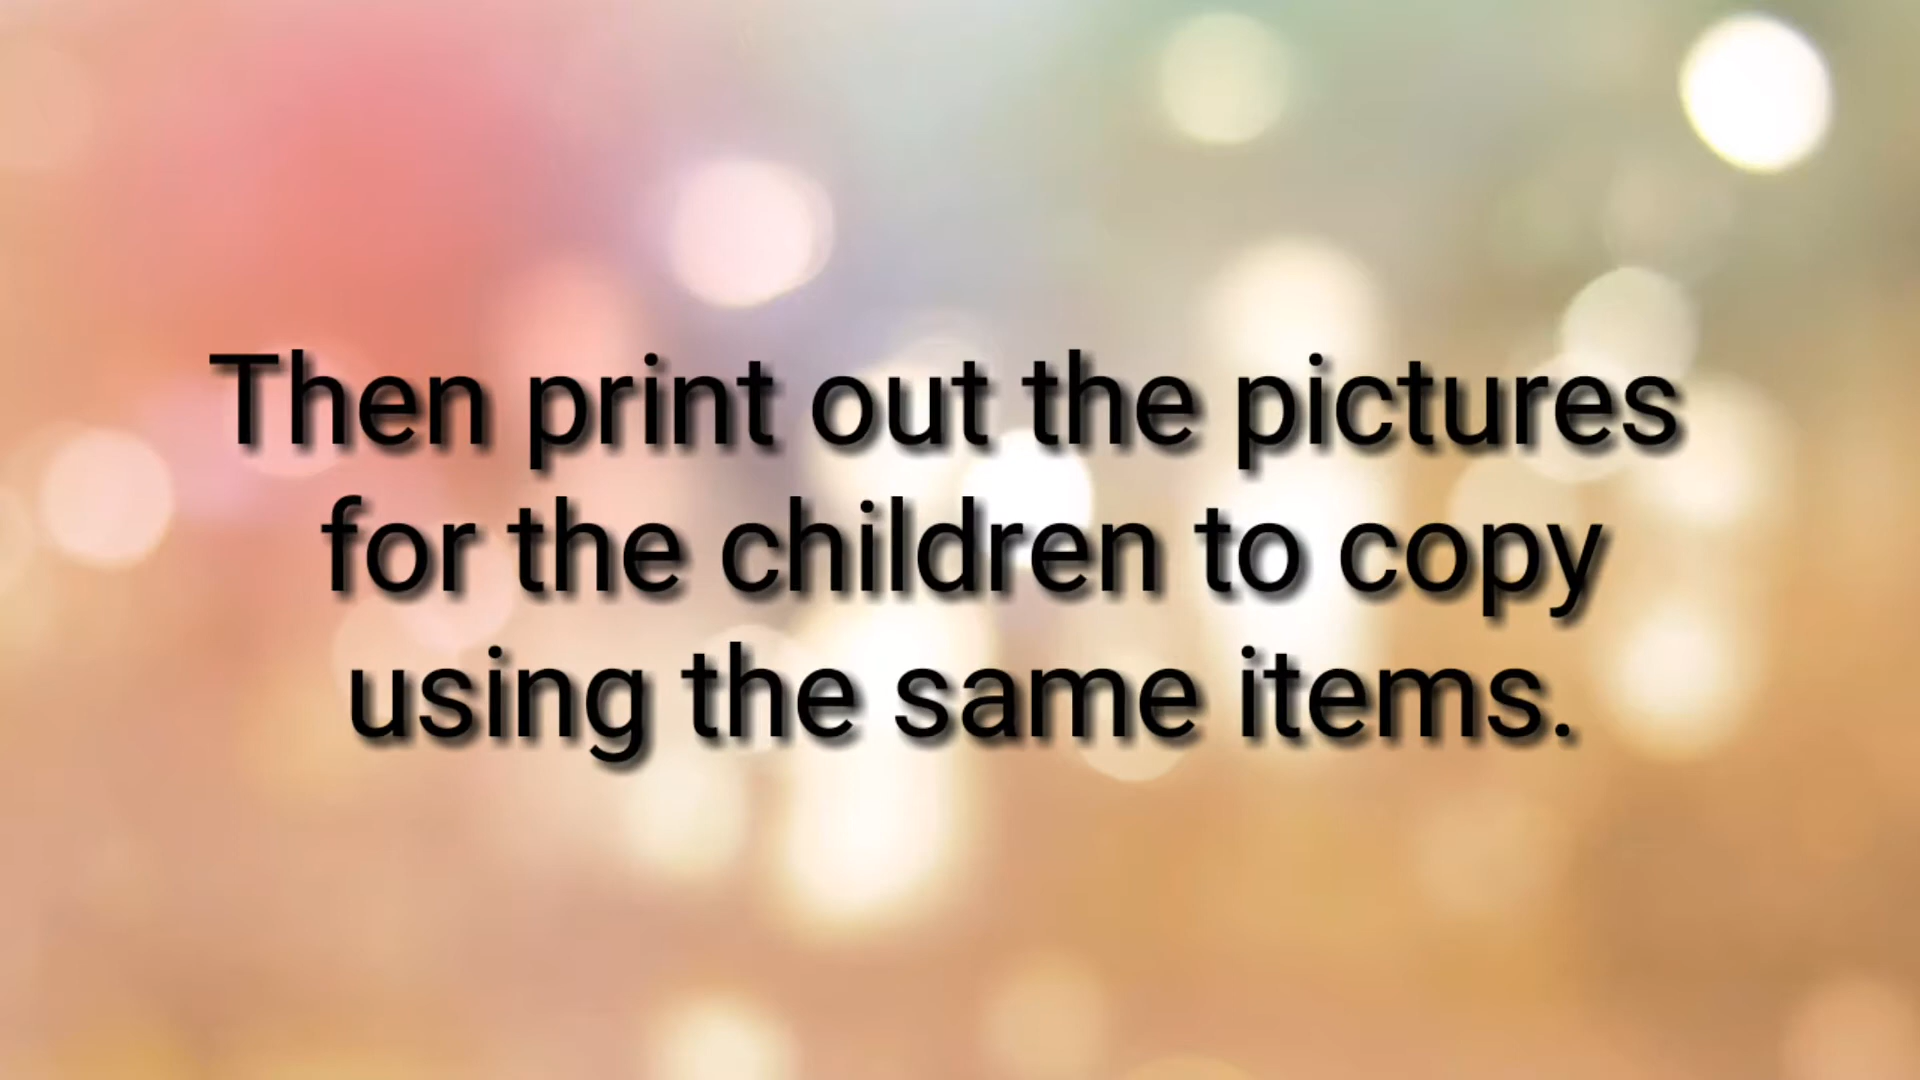 Then print out the pictures
for the children to copy
using the same items.